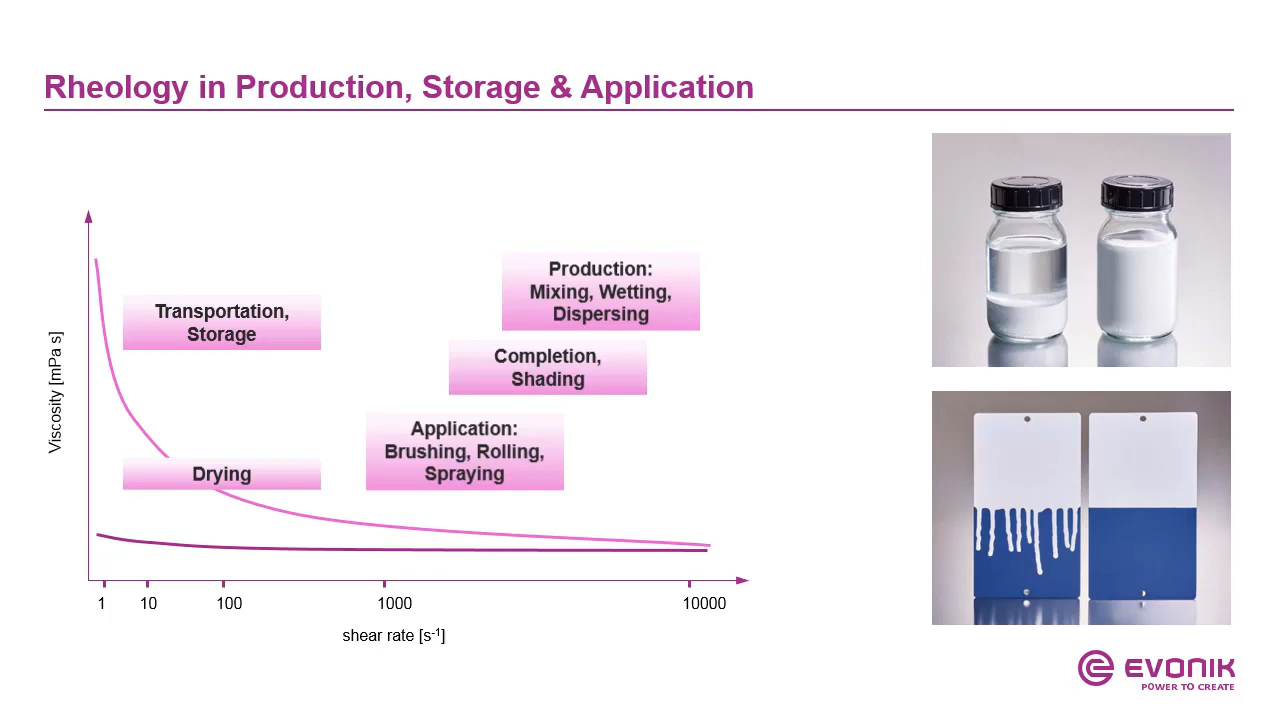 Rheology in Production, Storage & Application
Viscosity [mPa s]
Transportation,
Storage
Drying
Production:
Mixing, Wetting,
Dispersing
Completion,
Shading
Application:
Brushing, Rolling,
Spraying
1 10 100 1000 10000
shear rate [s⁻¹]
EVONIK
POWER TO CREATE